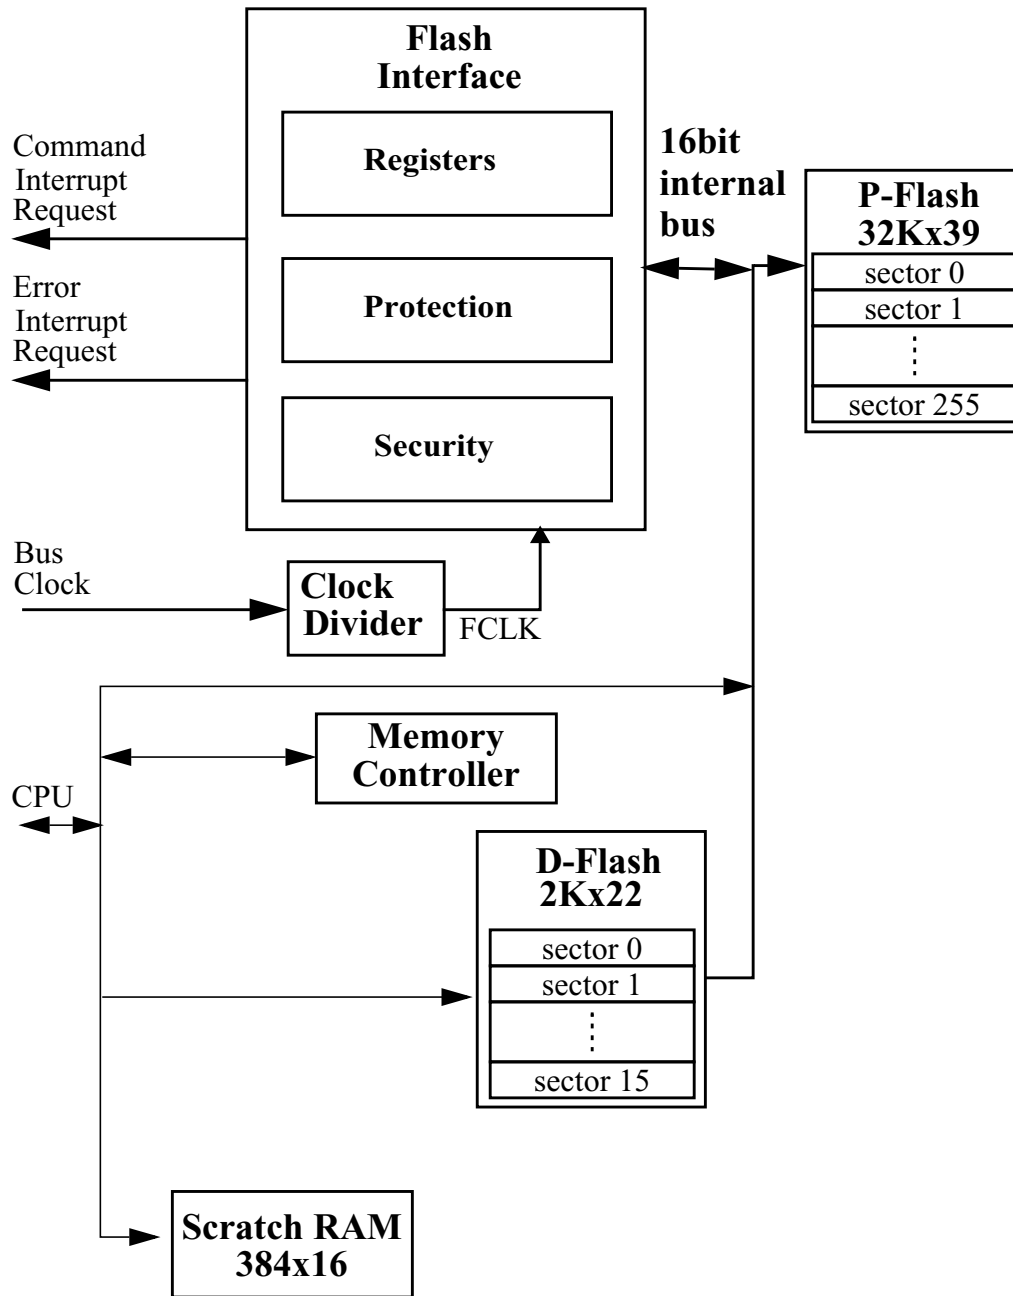 Flash
Interface
Registers
Protection
Security
Command
Interrupt
Request
Error
Interrupt
Request
16bit
internal
bus
P-Flash
32Kx39
sector 0
sector 1
sector 255
Bus
Clock
Clock
Divider
FCLK
Memory
Controller
CPU
D-Flash
2Kx22
sector 0
sector 1
sector 15
Scratch RAM
384x16